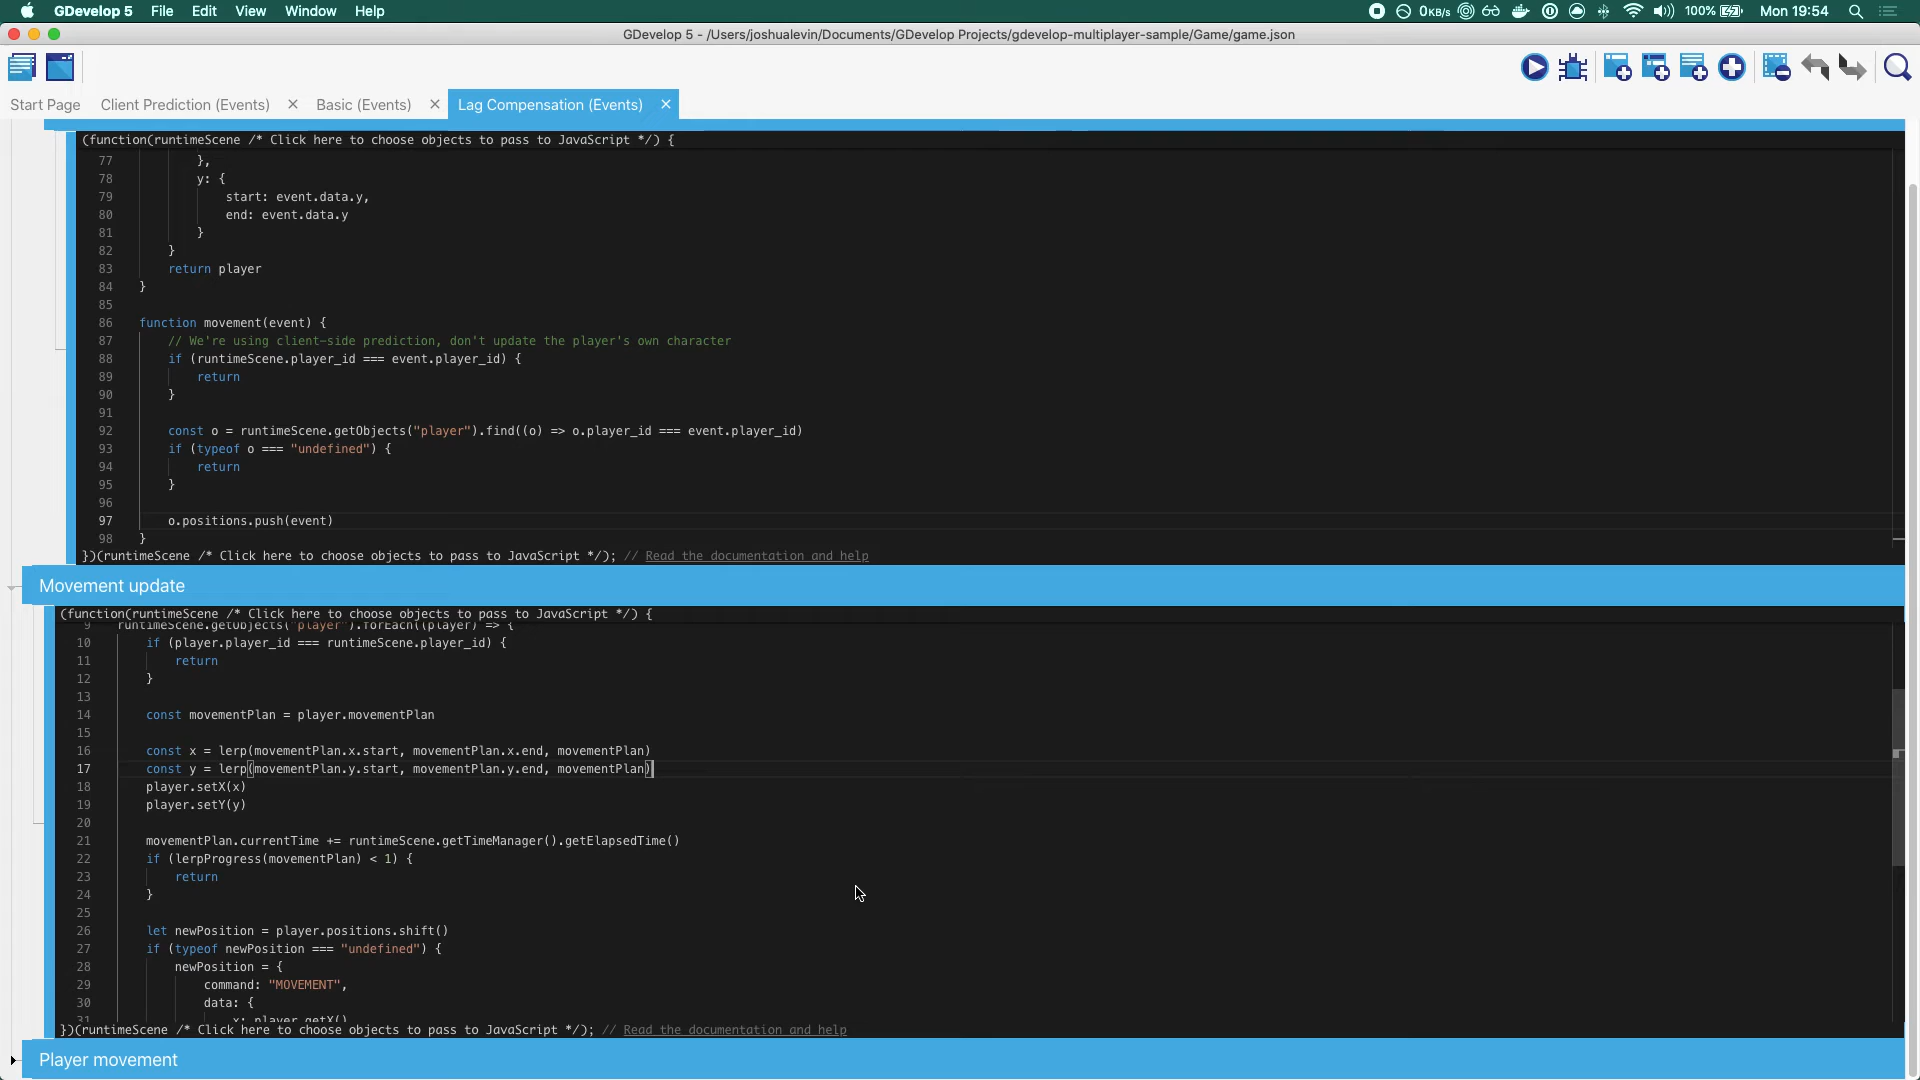 GDevelop 5 File Edit View Window Help 0KB/s 100% Mon 19:54
GDevelop 5 - /Users/joshualevin/Documents/GDevelop Projects/gdevelop-multiplayer-sample/Game/game.json
Start Page Client Prediction (Events) × Basic (Events) × Lag Compensation (Events) ×
(function(runtimeScene /* Click here to choose objects to pass to JavaScript */) {
77 },
78 y: {
79 start: event.data.y,
80 end: event.data.y
81 }
82 }
83 return player
84 }
85
86 function movement(event) {
87 // We're using client-side prediction, don't update the player's own character
88 if (runtimeScene.player_id === event.player_id) {
89 return
90 }
91
92 const o = runtimeScene.getObjects("player").find((o) => o.player_id === event.player_id)
93 if (typeof o === "undefined") {
94 return
95 }
96
97 o.positions.push(event)
98 }
})(runtimeScene /* Click here to choose objects to pass to JavaScript */); // Read the documentation and help
Movement update
(function(runtimeScene /* Click here to choose objects to pass to JavaScript */) {
9 runtimeScene.getObjects("player").forEach((player) => {
10 if (player.player_id === runtimeScene.player_id) {
11 return
12 }
13
14 const movementPlan = player.movementPlan
15
16 const x = lerp(movementPlan.x.start, movementPlan.x.end, movementPlan)
17 const y = lerp(movementPlan.y.start, movementPlan.y.end, movementPlan)
18 player.setX(x)
19 player.setY(y)
20
21 movementPlan.currentTime += runtimeScene.getTimeManager().getElapsedTime()
22 if (lerpProgress(movementPlan) < 1) {
23 return
24 }
25
26 let newPosition = player.positions.shift()
27 if (typeof newPosition === "undefined") {
28 newPosition = {
29 command: "MOVEMENT",
30 data: {
31 x: player.getX()
})(runtimeScene /* Click here to choose objects to pass to JavaScript */); // Read the documentation and help
Player movement